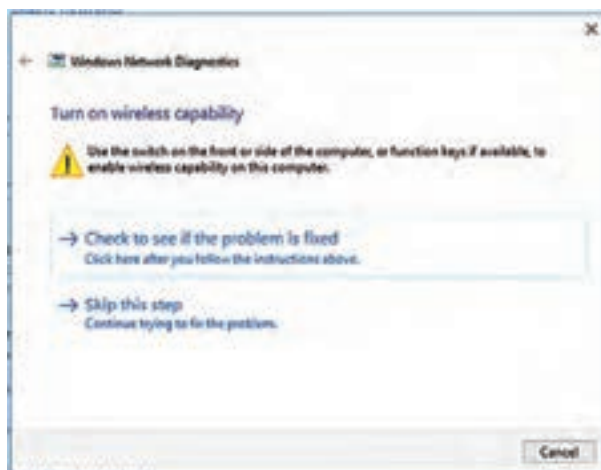 Windows Network Diagnostics
Turn on wireless capability
Use the switch on the front or side of the computer, or function keys if available, to
enable wireless capability on this computer.
→ Check to see if the problem is fixed
Click here after you follow the instructions above.
→ Skip this step
Continue trying to fix the problem.
Cancel